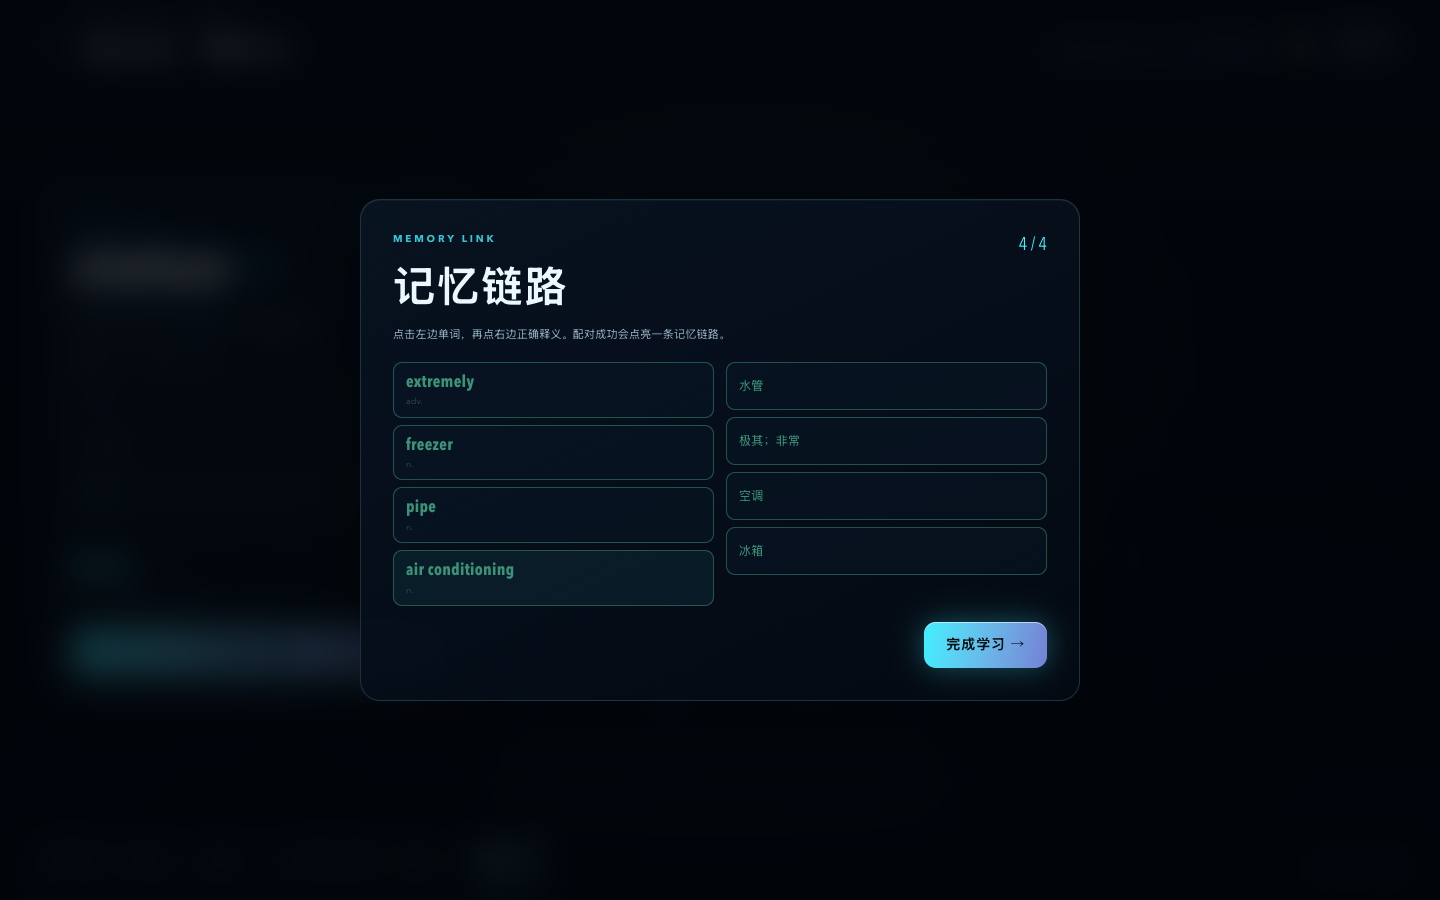 MEMORY LINK
4 / 4
记忆链路
点击左边单词，再点右边正确释义。配对成功会点亮一条记忆链路。
extremely
adv.
freezer
n.
pipe
n.
air conditioning
n.
水管
极其；非常
空调
冰箱
完成学习 →